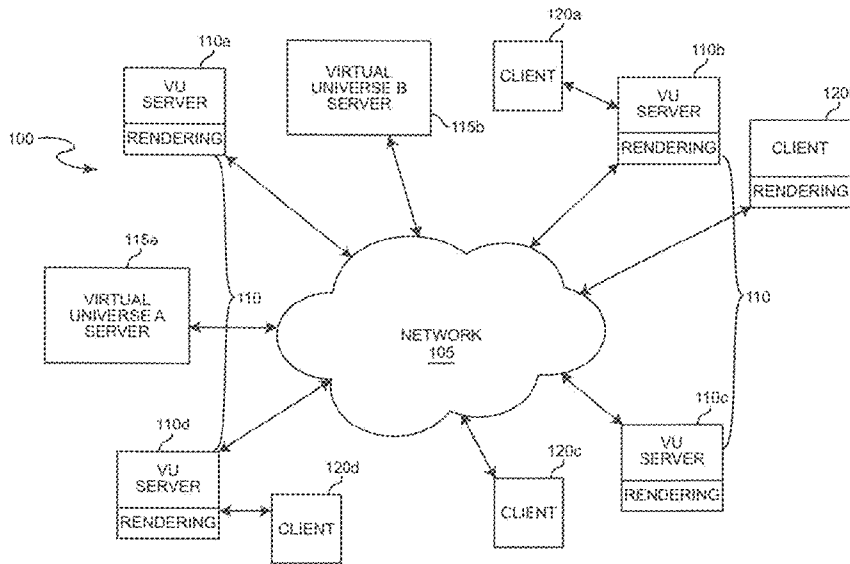 110a
VU
SERVER
RENDERING
100
VIRTUAL
UNIVERSE B
SERVER
115b
120a
CLIENT
110b
VU
SERVER
RENDERING
120
CLIENT
RENDERING
115a
VIRTUAL
UNIVERSE A
SERVER
110
NETWORK
105
110
110d
VU
SERVER
RENDERING
120d
CLIENT
120c
CLIENT
110c
VU
SERVER
RENDERING